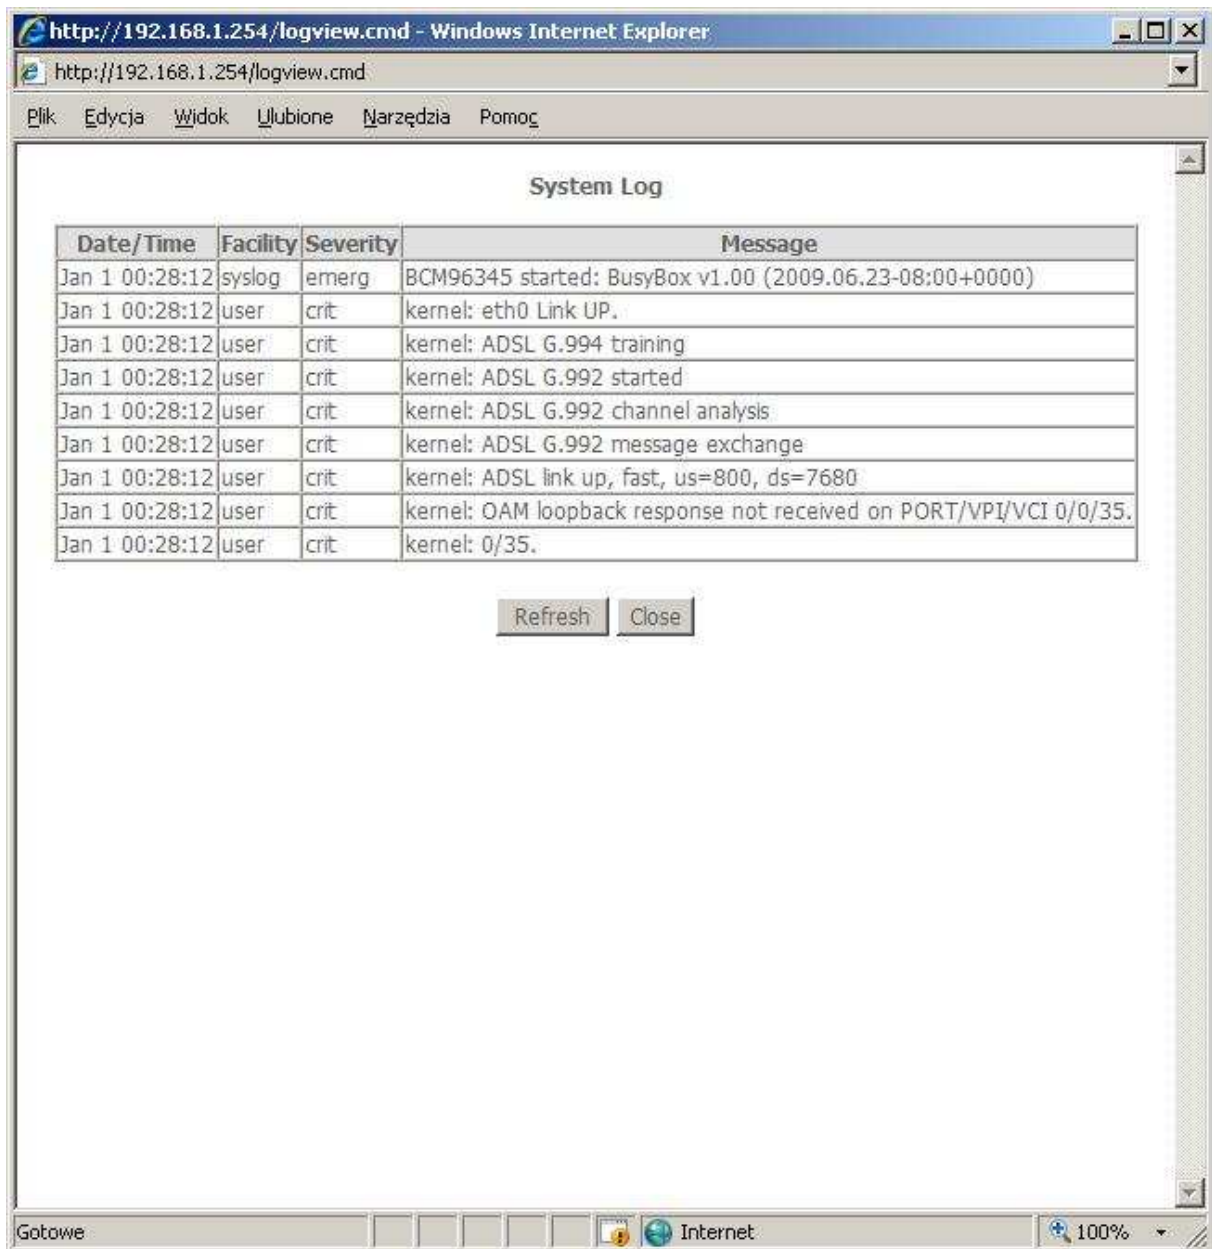 http://192.168.1.254/logview.cmd - Windows Internet Explorer
http://192.168.1.254/logview.cmd
Plik Edycja Widok Ulubione Narzędzia Pomoc
System Log
Date/Time Facility Severity Message
Jan 1 00:28:12 syslog emerg BCM96345 started: BusyBox v1.00 (2009.06.23-08:00+0000)
Jan 1 00:28:12 user crit kernel: eth0 Link UP.
Jan 1 00:28:12 user crit kernel: ADSL G.994 training
Jan 1 00:28:12 user crit kernel: ADSL G.992 started
Jan 1 00:28:12 user crit kernel: ADSL G.992 channel analysis
Jan 1 00:28:12 user crit kernel: ADSL G.992 message exchange
Jan 1 00:28:12 user crit kernel: ADSL link up, fast, us=800, ds=7680
Jan 1 00:28:12 user crit kernel: OAM loopback response not received on PORT/VPI/VCI 0/0/35.
Jan 1 00:28:12 user crit kernel: 0/35.
Refresh Close
Gotowe Internet 100%